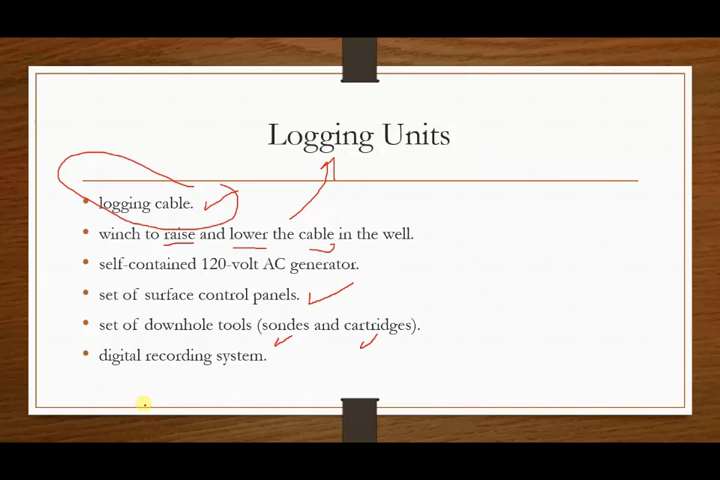 Logging Units
• logging cable.
• winch to raise and lower the cable in the well.
• self-contained 120-volt AC generator.
• set of surface control panels.
• set of downhole tools (sondes and cartridges).
• digital recording system.